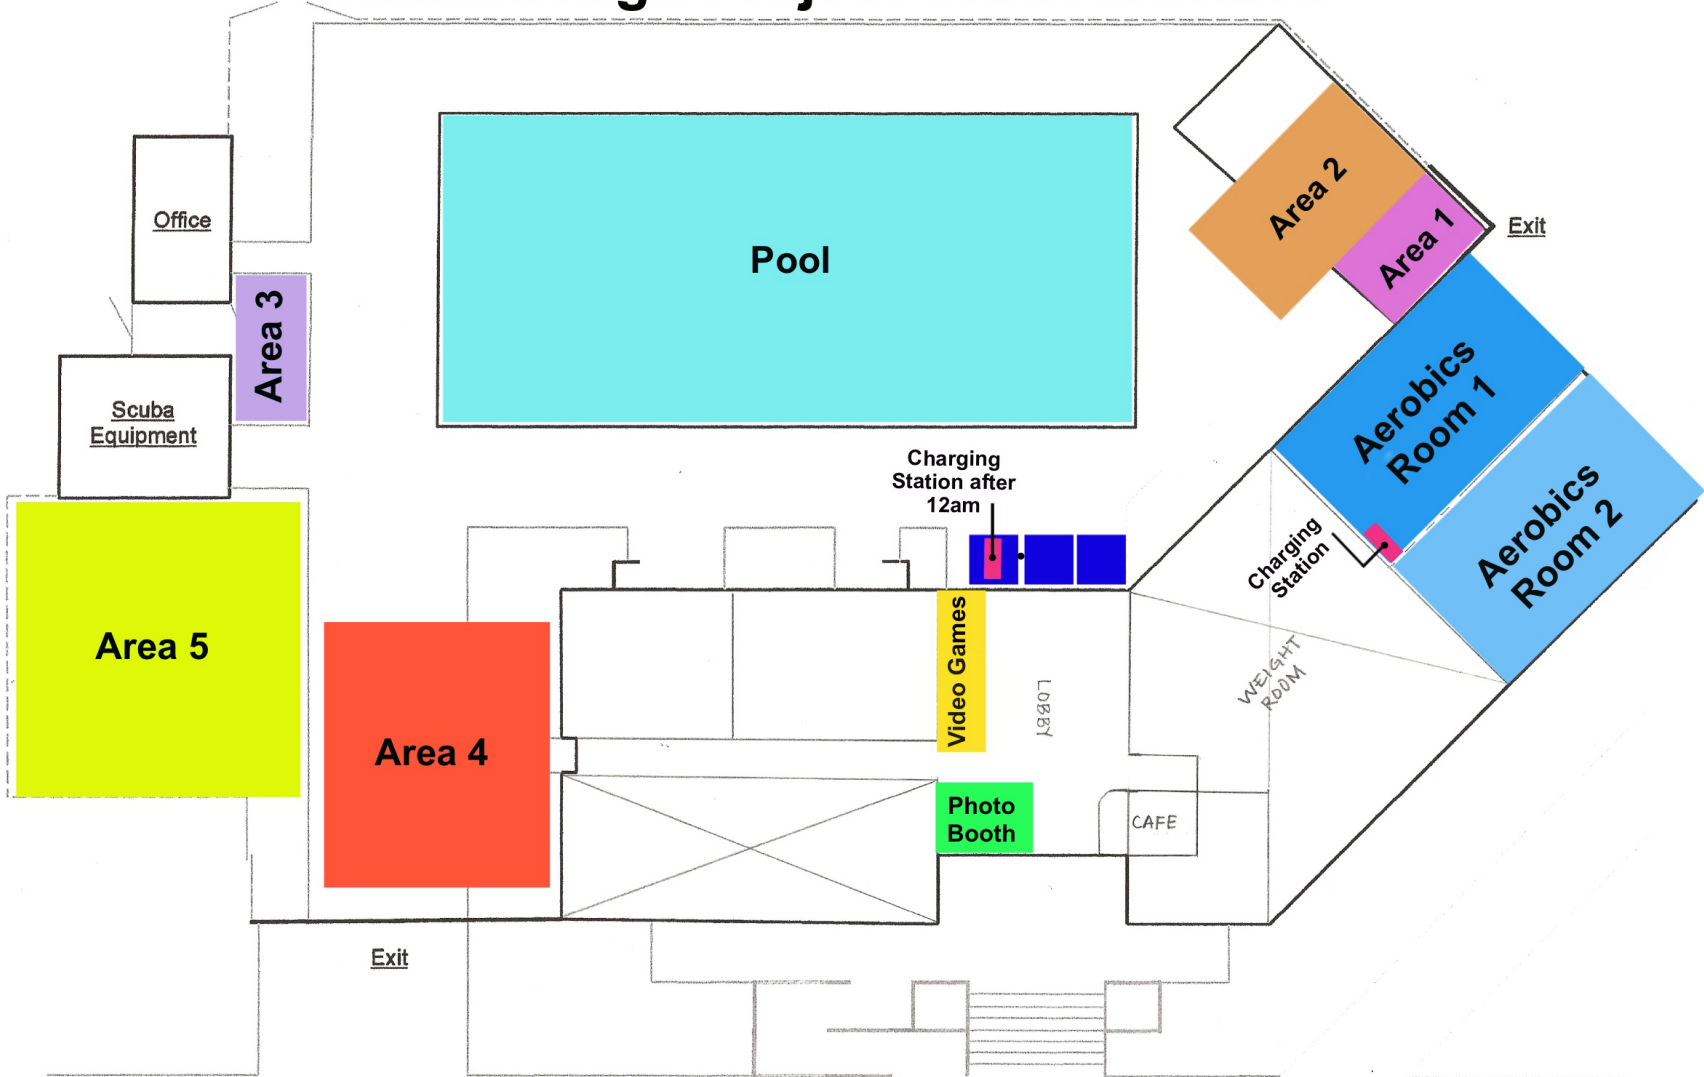 Office
Scuba
Equipment
Area 3
Pool
Area 2
Area 1
Exit
Aerobics
Room 1
Aerobics
Room 2
Charging
Station after
12am
Charging
Station
Area 5
Area 4
Video Games
LOBBY
WEIGHT
ROOM
Photo
Booth
CAFE
Exit